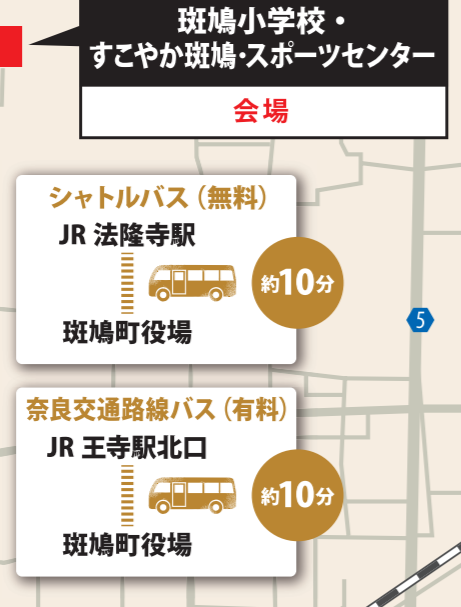 斑鳩小学校・
すこやか斑鳩・スポーツセンター
会場
シャトルバス（無料）
JR 法隆寺駅
約10分
斑鳩町役場
5
奈良交通路線バス（有料）
JR 王寺駅北口
約10分
斑鳩町役場